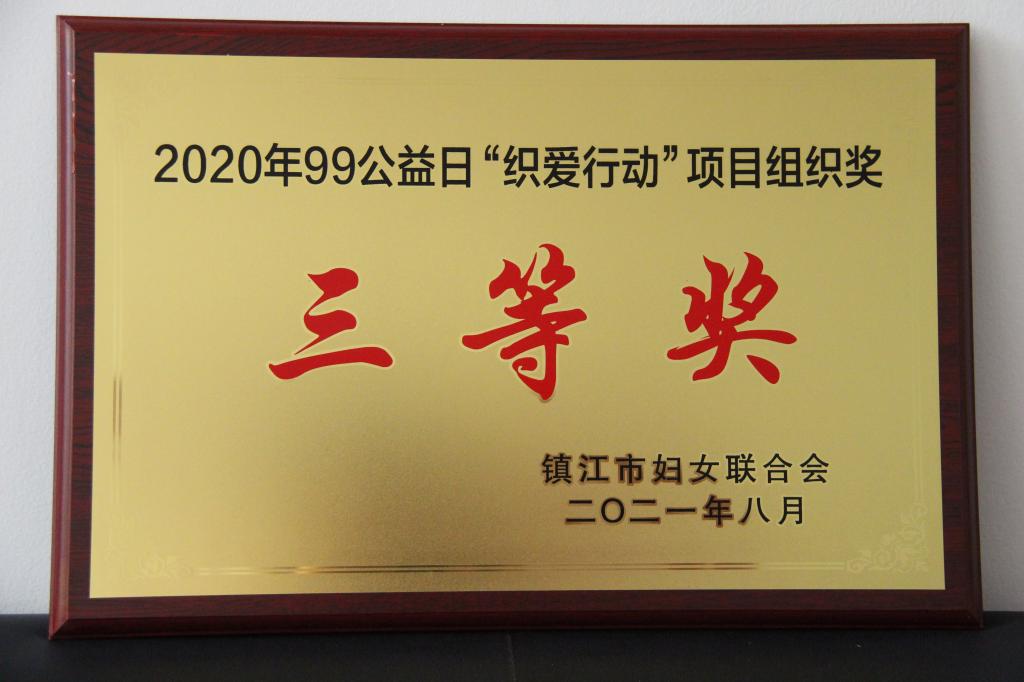 2020年99公益日“织爱行动”项目组织奖
三等奖
镇江市妇女联合会
二〇二一年八月